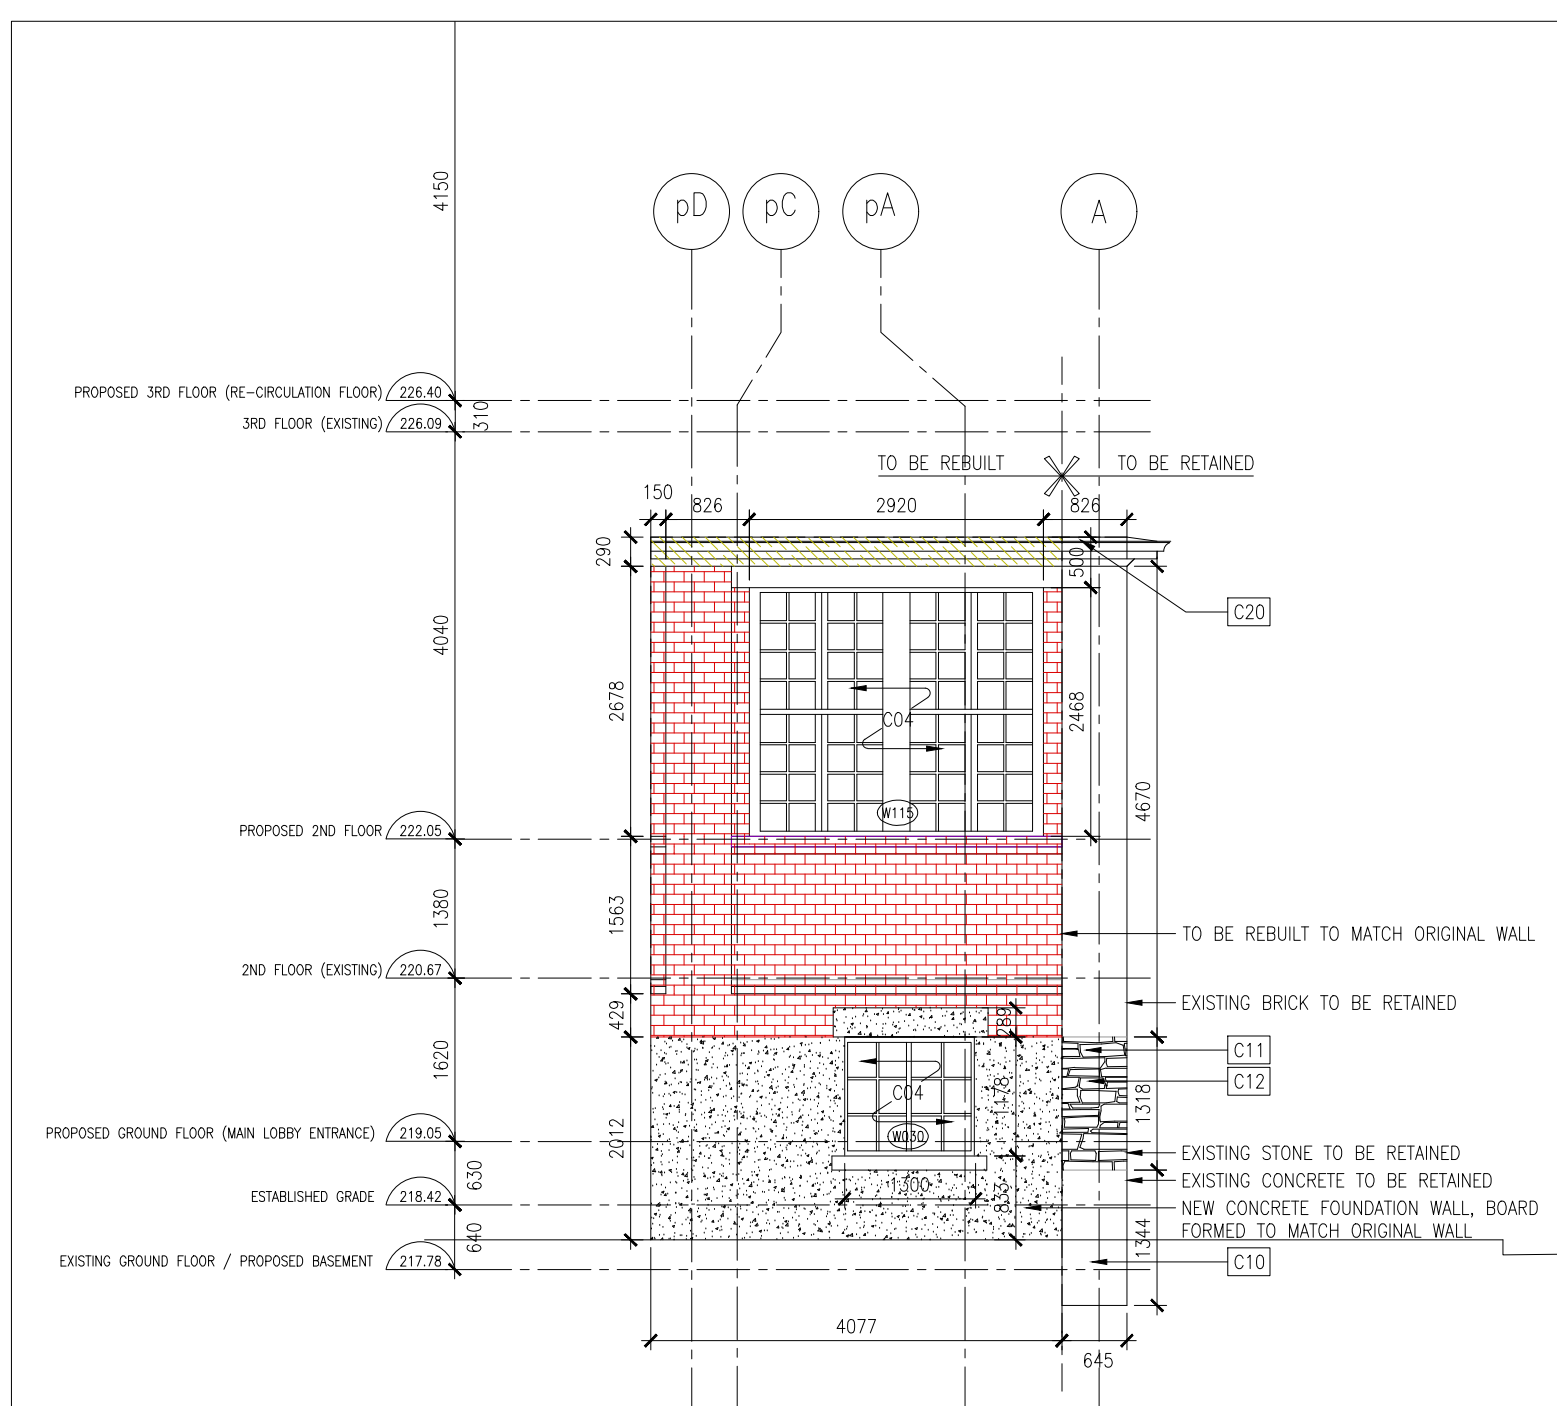 4150
pD
pC
pA
A
PROPOSED 3RD FLOOR (RE-CIRCULATION FLOOR)
226.40
310
3RD FLOOR (EXISTING)
226.09
TO BE REBUILT
TO BE RETAINED
150
826
2920
826
290
500
C20
4040
2678
C04
2468
W115
4670
PROPOSED 2ND FLOOR
222.05
1380
1563
TO BE REBUILT TO MATCH ORIGINAL WALL
2ND FLOOR (EXISTING)
220.67
EXISTING BRICK TO BE RETAINED
429
289
1620
C11
C12
C04
1178
1318
PROPOSED GROUND FLOOR (MAIN LOBBY ENTRANCE)
219.05
2012
W030
EXISTING STONE TO BE RETAINED
630
1300
833
EXISTING CONCRETE TO BE RETAINED
ESTABLISHED GRADE
218.42
NEW CONCRETE FOUNDATION WALL, BOARD
FORMED TO MATCH ORIGINAL WALL
640
1344
EXISTING GROUND FLOOR / PROPOSED BASEMENT
217.78
C10
4077
645